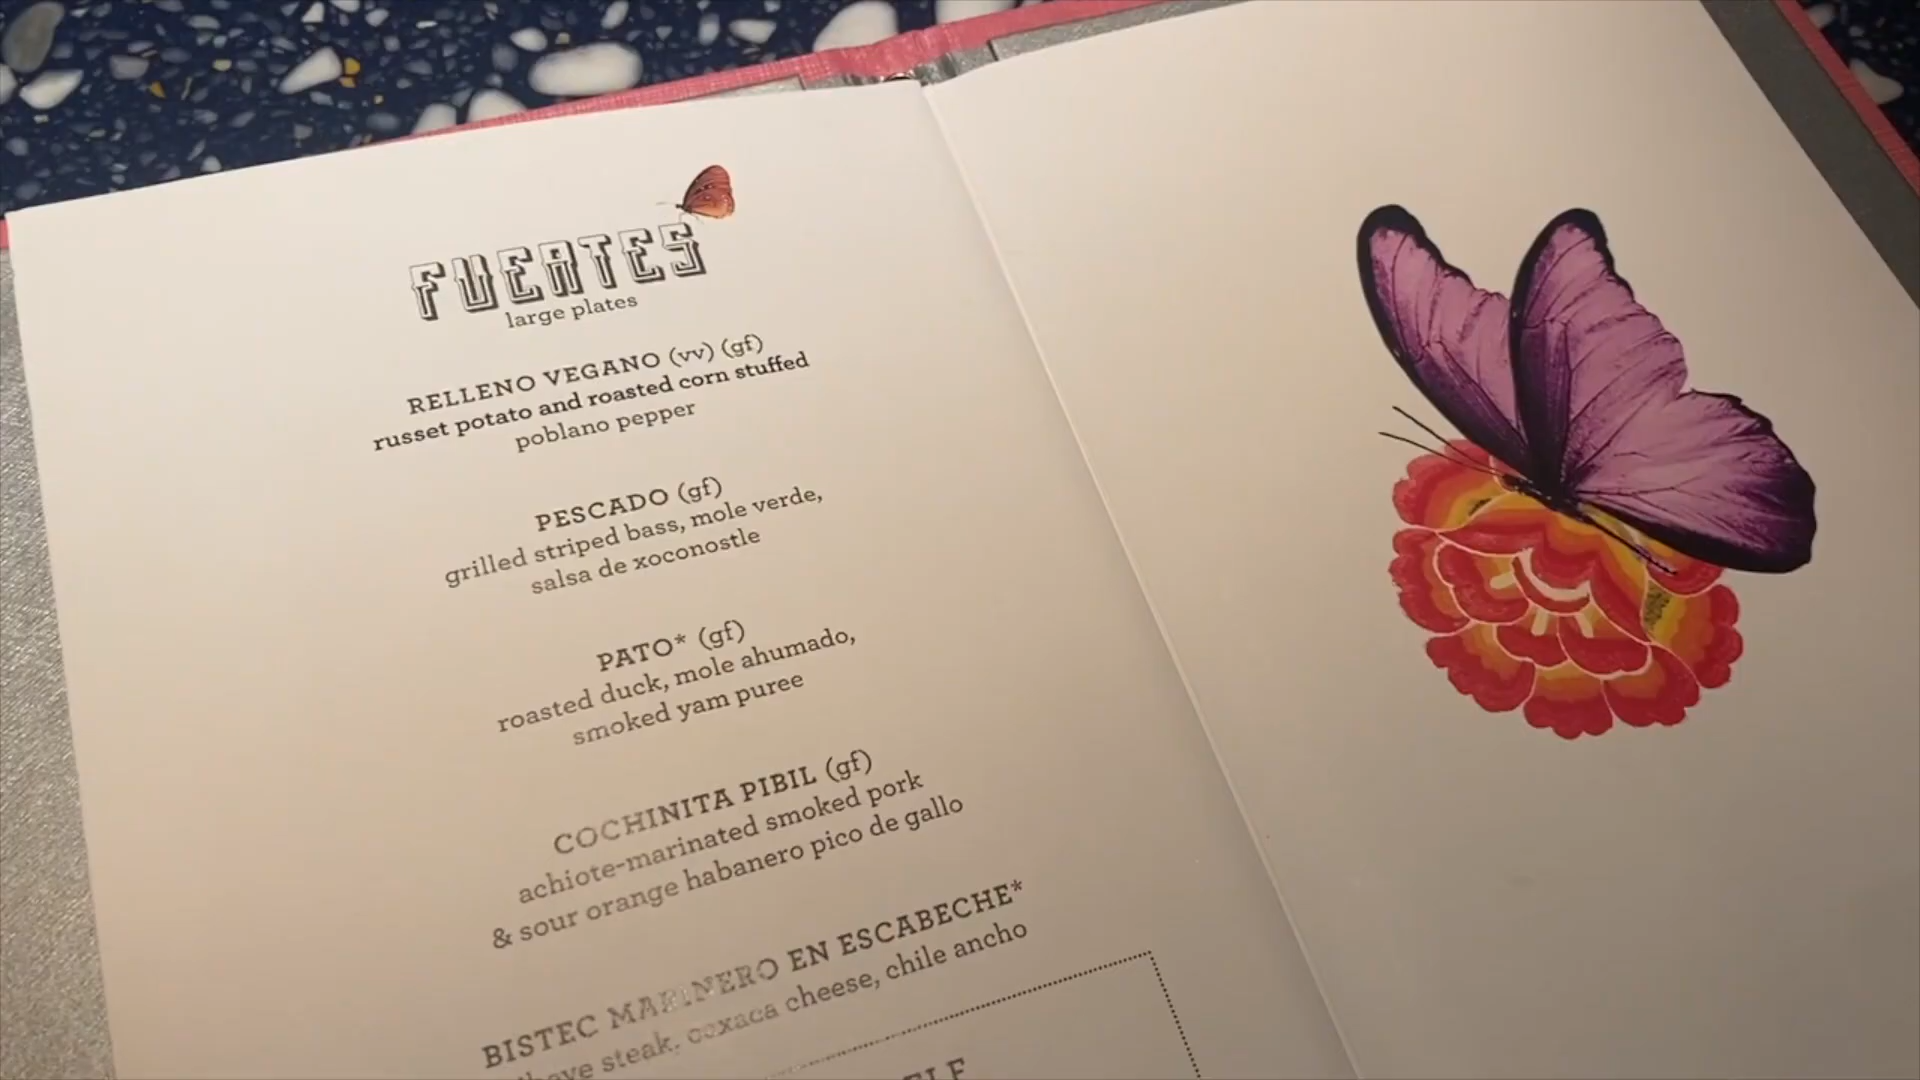 FUERTES
large plates
RELLENO VEGANO (vv) (gf)
russet potato and roasted corn stuffed
poblano pepper
PESCADO (gf)
grilled striped bass, mole verde,
salsa de xoconostle
PATO* (gf)
roasted duck, mole ahumado,
smoked yam puree
COCHINITA PIBIL (gf)
achiote-marinated smoked pork
& sour orange habanero pico de gallo
BISTEC MARINERO EN ESCABECHE*
steak, oaxaca cheese, chile ancho